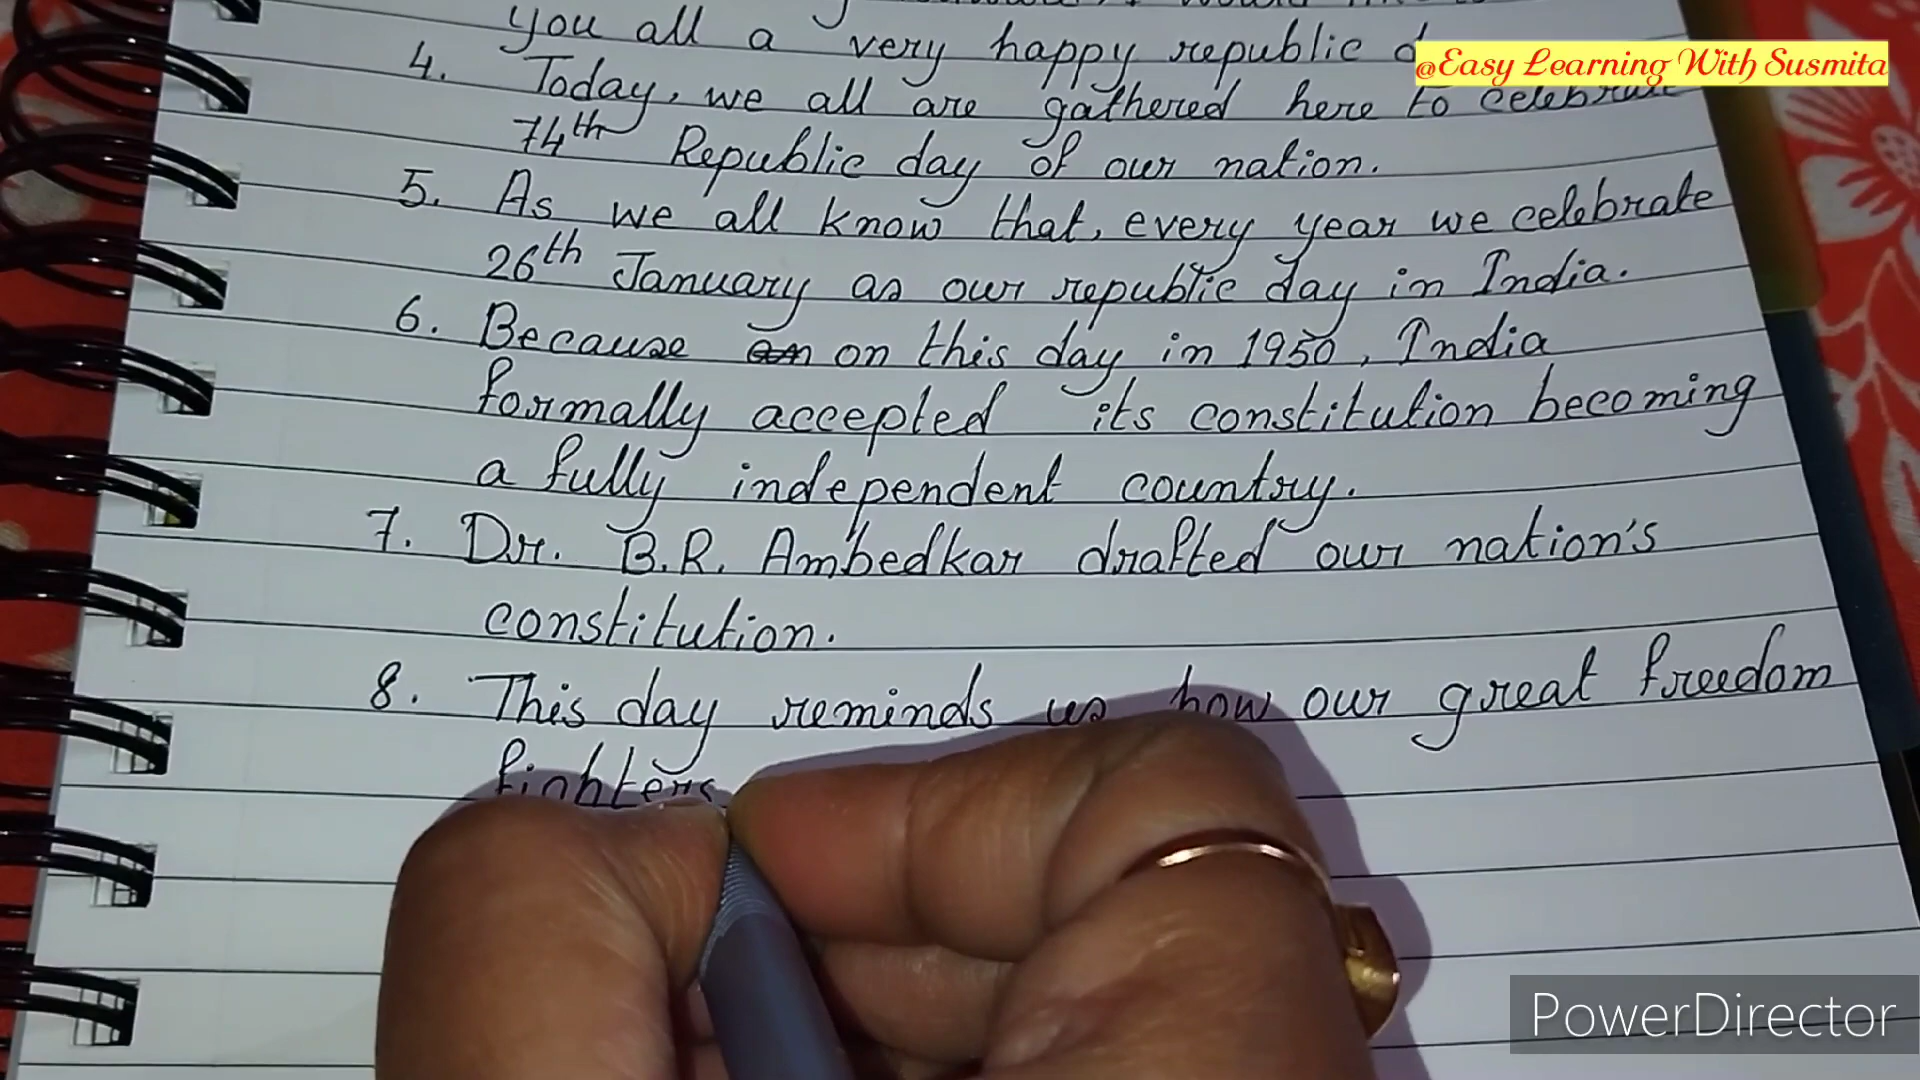 you all a very happy republic
@Easy Learning With Susmita
4. Today, we all are gathered here to celebrate
74th Republic day of our nation.
5. As we all know that, every year we celebrate
26th January as our republic day in India.
6. Because on this day in 1950, India
formally accepted its constitution becoming
a fully independent country.
7. Dr. B.R. Ambedkar drafted our nation's
constitution.
8. This day reminds us how our great freedom
fighters
PowerDirector